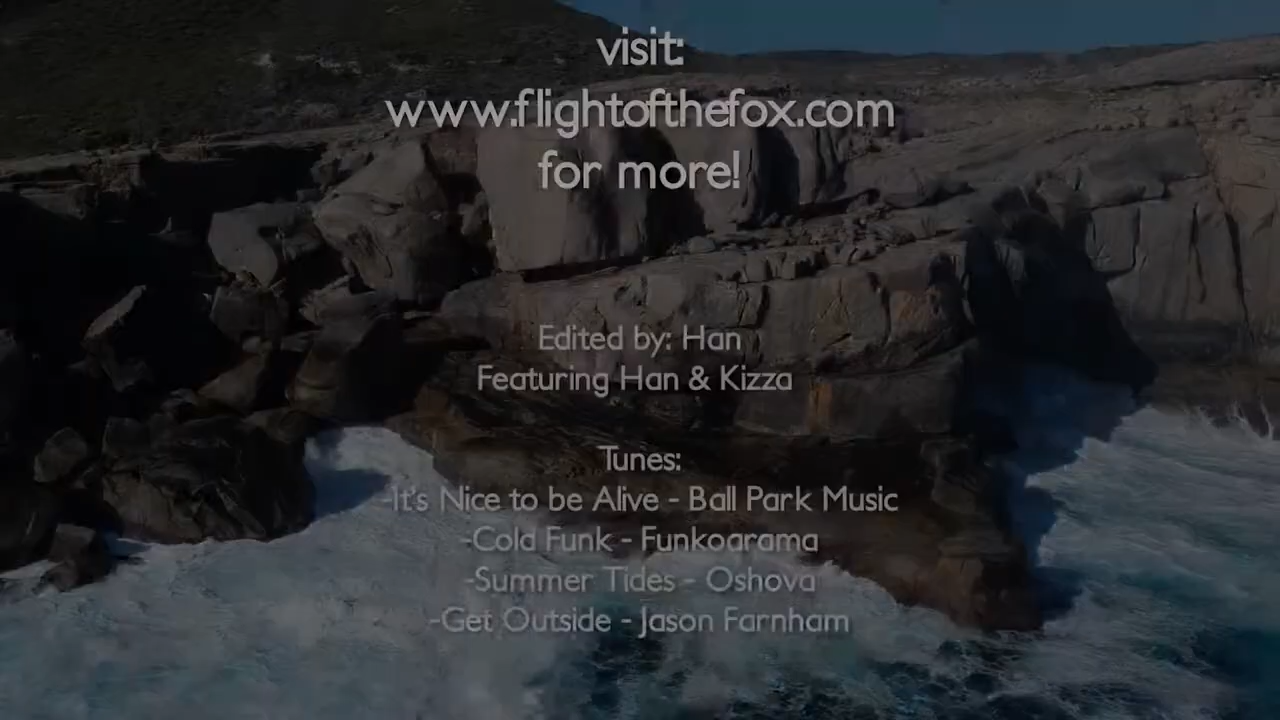 visit:
www.flightofthefox.com
for more!
Edited by: Han
Featuring Han & Kizza
Tunes:
-It's Nice to be Alive - Ball Park Music
-Cold Funk - Funkoarama
-Summer Tides - Oshova
-Get Outside - Jason Farnham